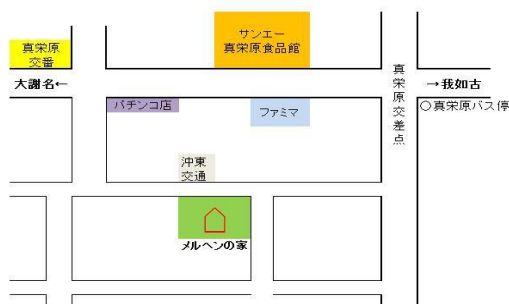 サンエー
真栄原食品館
真栄原
交番
大謝名←
真栄原交差点
→我如古
パチンコ店
ファミマ
○真栄原バス停
沖東
交通
メルヘンの家